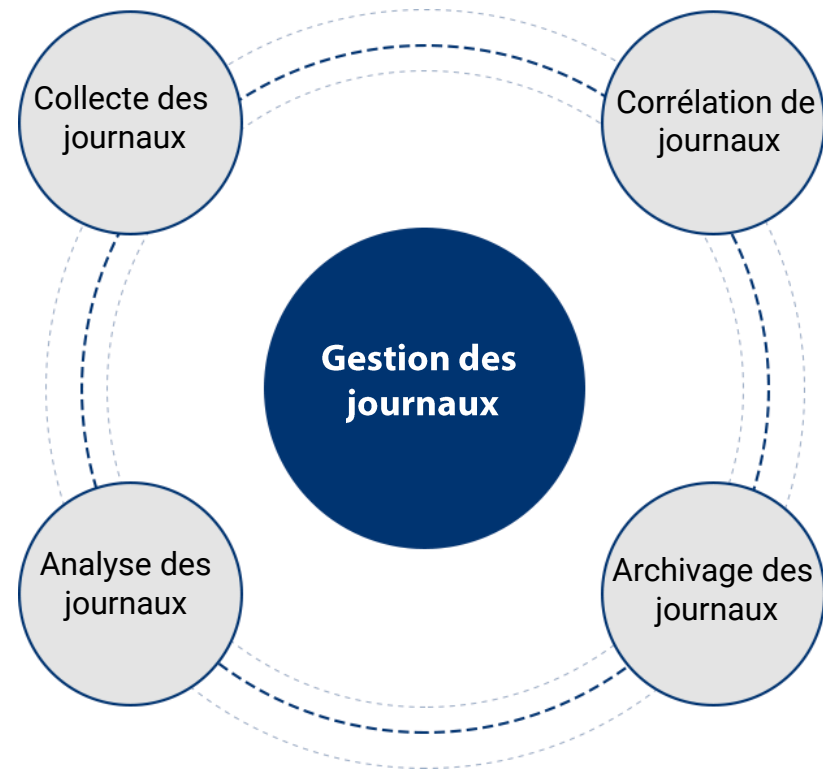 Collecte des
journaux
Corrélation de
journaux
Gestion des
journaux
Analyse des
journaux
Archivage des
journaux